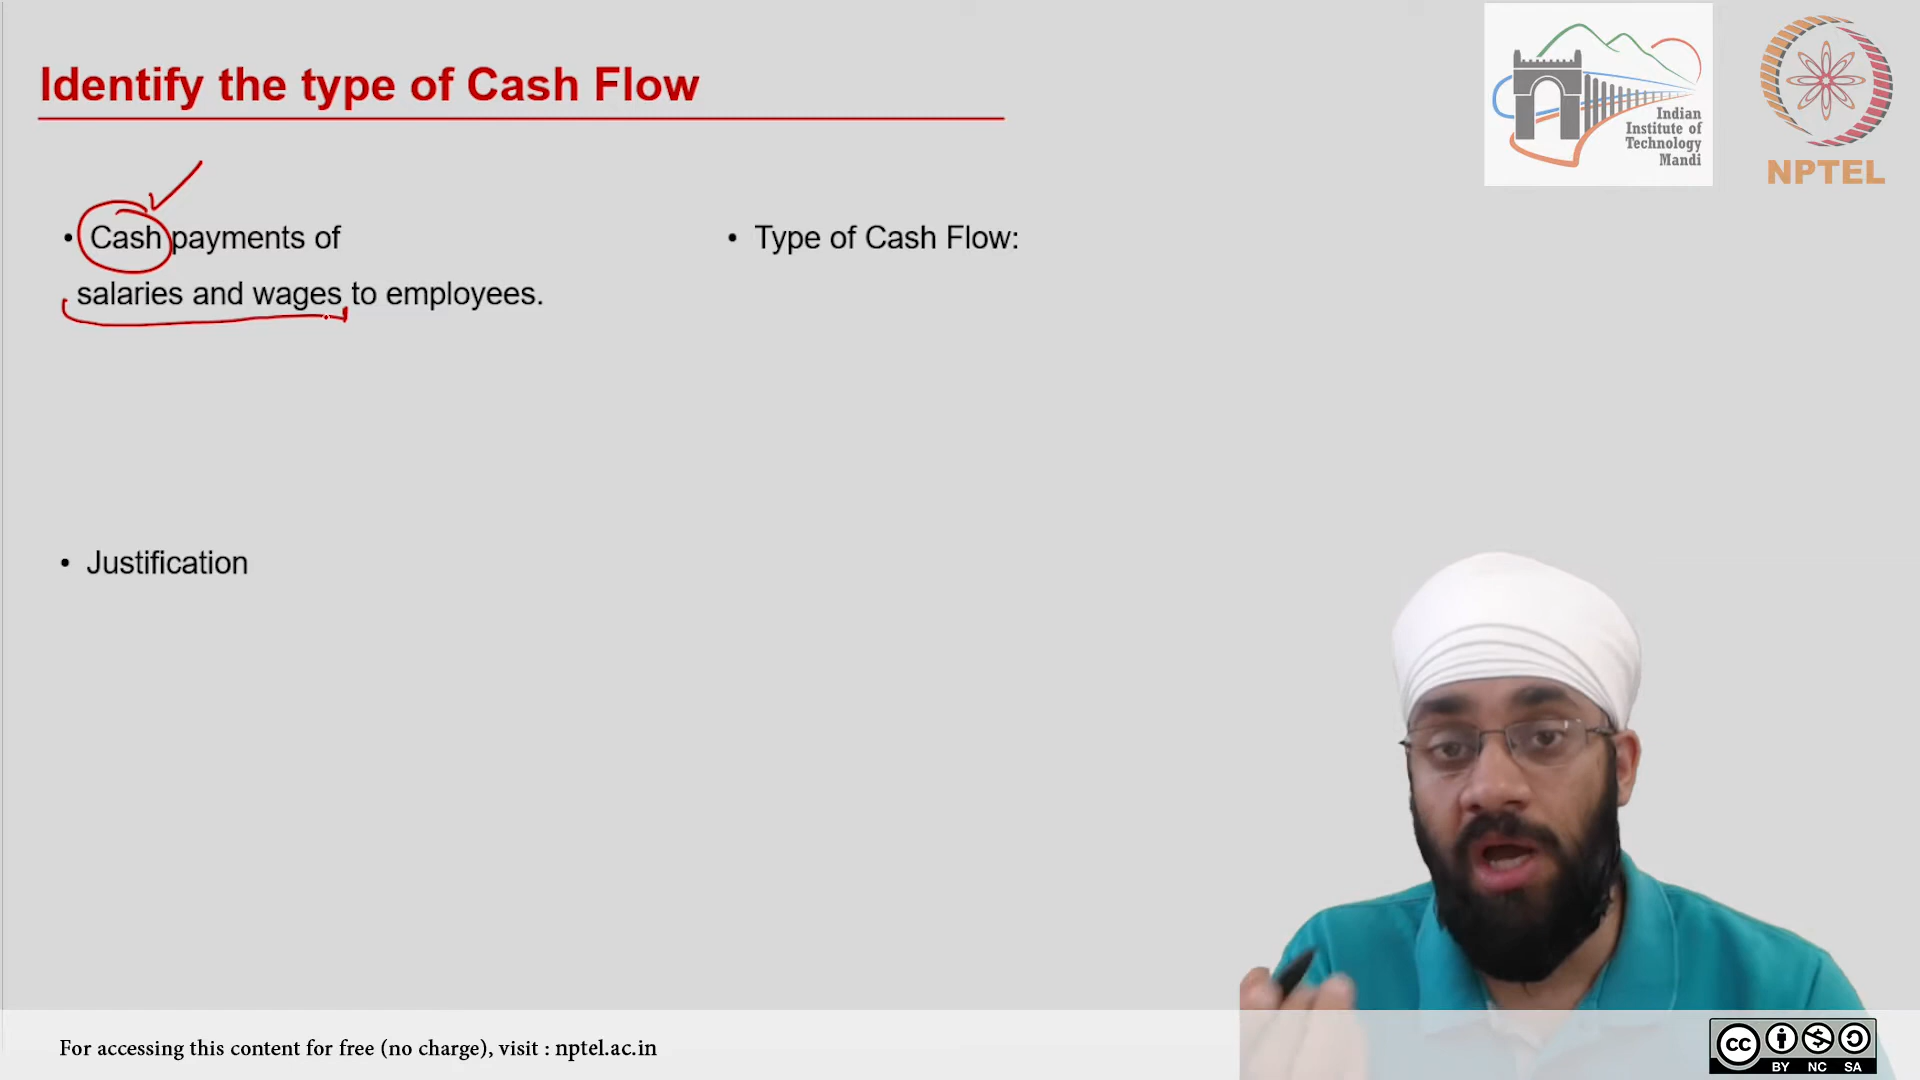 Identify the type of Cash Flow
Indian
Institute of
Technology
Mandi
NPTEL
• Cash payments of
salaries and wages to employees.
• Type of Cash Flow:
• Justification
For accessing this content for free (no charge), visit : nptel.ac.in
cc
BY NC SA